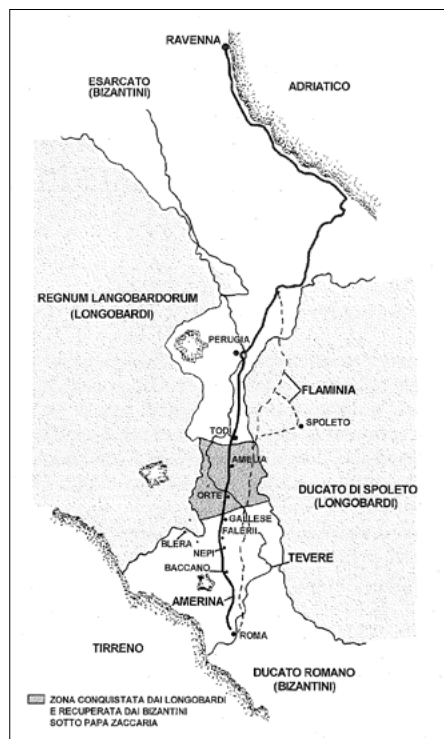 RAVENNA
ESARCATO
(BIZANTINI)
ADRIATICO
REGNUM LANGOBARDORUM
(LONGOBARDI)
PERUGIA
FLAMINIA
SPOLETO
TODI
AMELIA
ORTE
DUCATO DI SPOLETO
(LONGOBARDI)
GALLESE
FALERII
BLERA
NEPI
TEVERE
BACCANO
AMERINA
ROMA
TIRRENO
DUCATO ROMANO
(BIZANTINI)
ZONA CONQUISTATA DAI LONGOBARDI
E RECUPERATA DAI BIZANTINI
SOTTO PAPA ZACCARIA